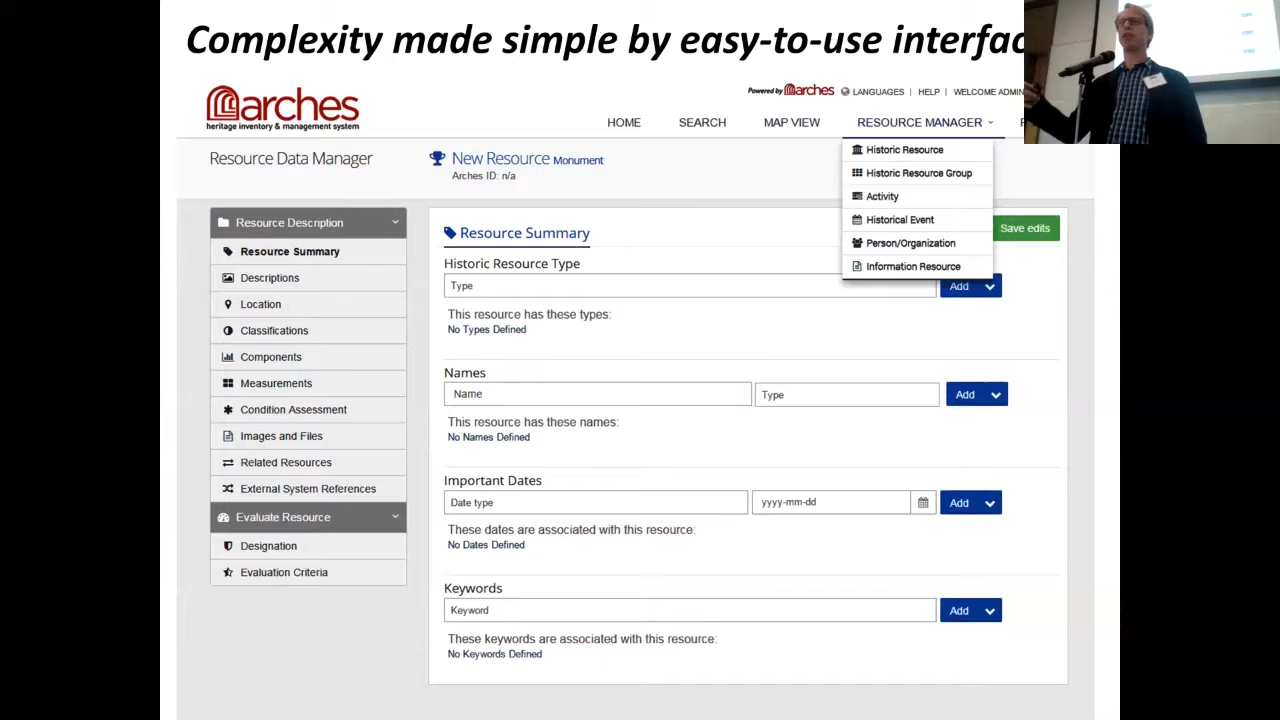 Complexity made simple by easy-to-use interfac
arches
heritage inventory & management system
Powered by arches LANGUAGES | HELP | WELCOME ADMIN
HOME SEARCH MAP VIEW RESOURCE MANAGER
Resource Data Manager
New Resource Monument
Arches ID: n/a
Historic Resource
Historic Resource Group
Activity
Historical Event
Person/Organization
Information Resource
Resource Description
Resource Summary
Descriptions
Location
Classifications
Components
Measurements
Condition Assessment
Images and Files
Related Resources
External System References
Evaluate Resource
Designation
Evaluation Criteria
Resource Summary
Save edits
Historic Resource Type
Type Add
This resource has these types:
No Types Defined
Names
Name Type Add
This resource has these names:
No Names Defined
Important Dates
Date type yyyy-mm-dd Add
These dates are associated with this resource:
No Dates Defined
Keywords
Keyword Add
These keywords are associated with this resource:
No Keywords Defined